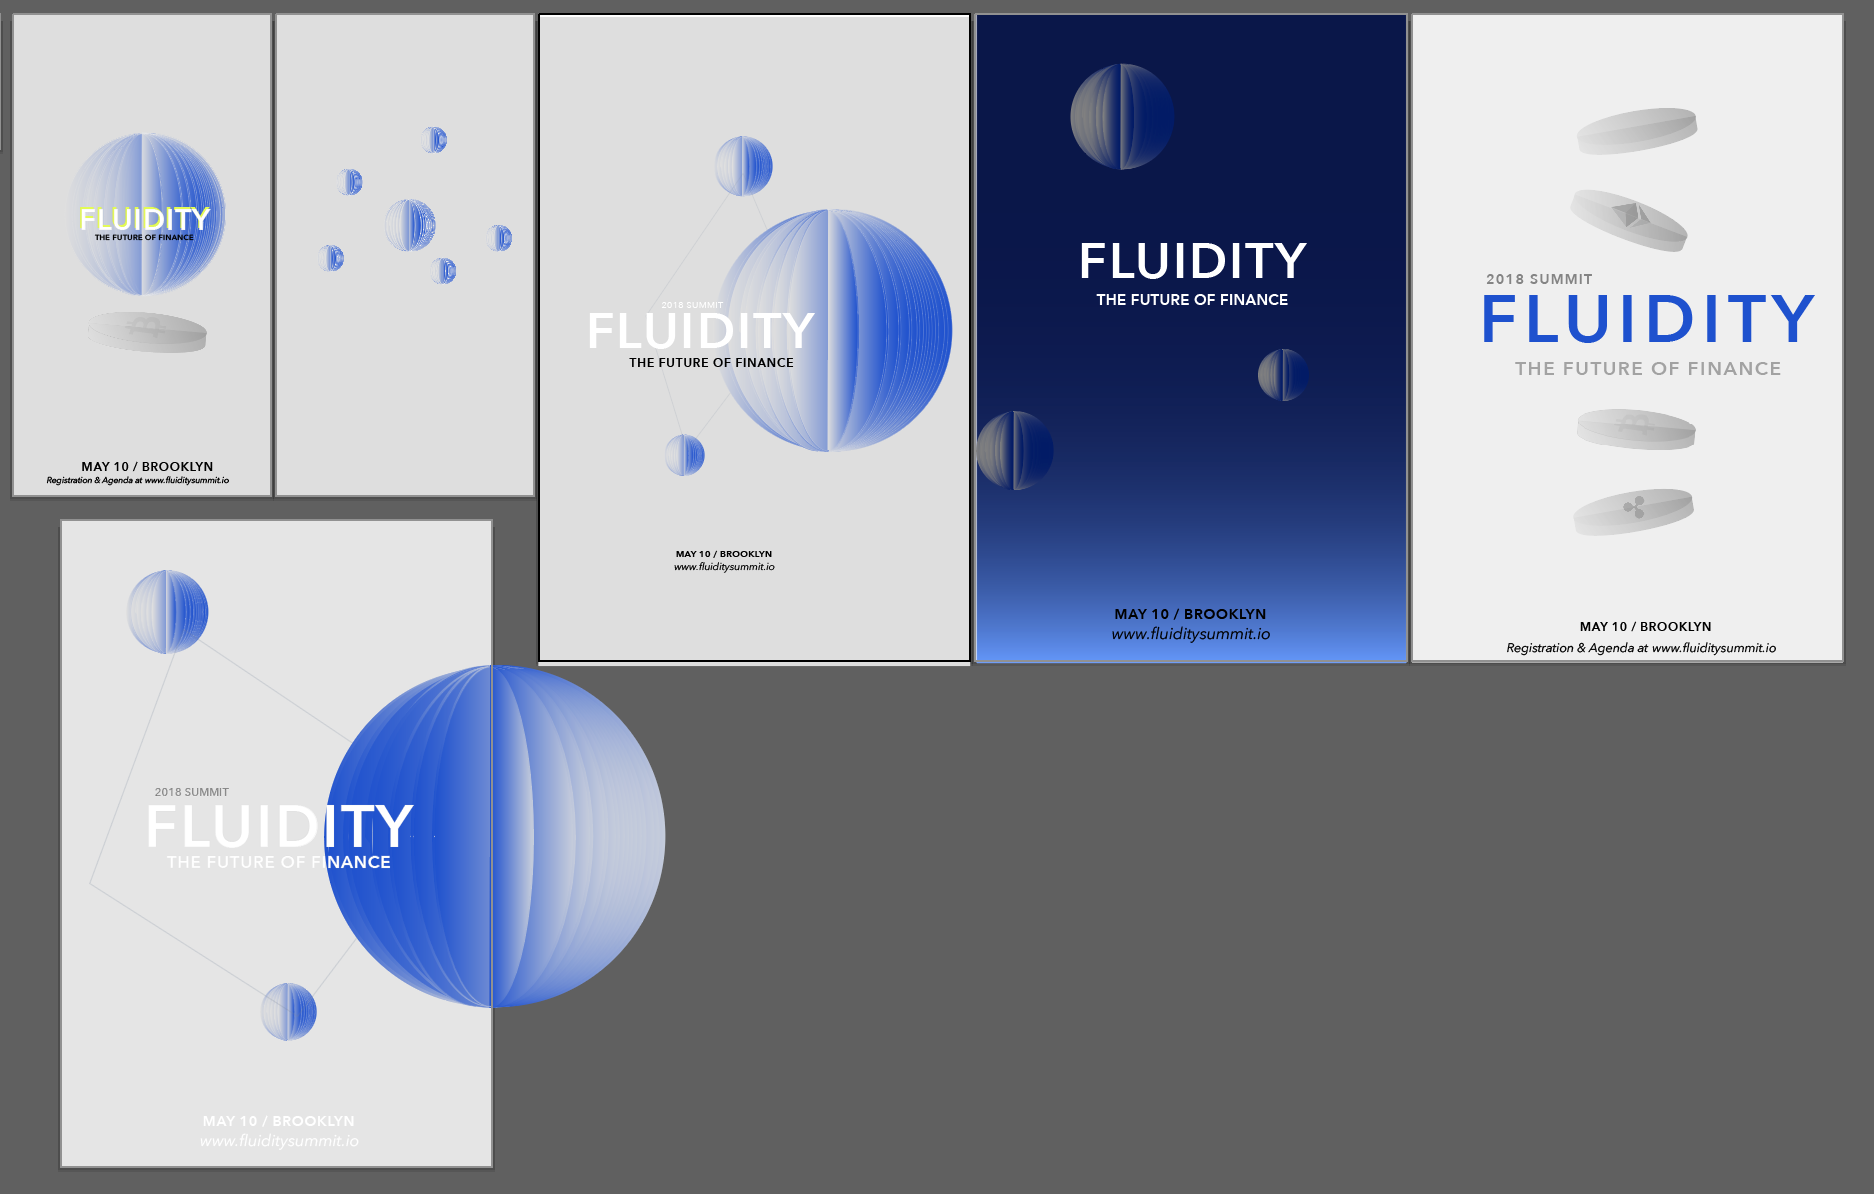 FLUIDITY
THE FUTURE OF FINANCE
MAY 10 / BROOKLYN
Registration & Agenda at www.fluiditysummit.io
2018 SUMMIT
FLUIDITY
THE FUTURE OF FINANCE
MAY 10 / BROOKLYN
www.fluiditysummit.io
FLUIDITY
THE FUTURE OF FINANCE
MAY 10 / BROOKLYN
www.fluiditysummit.io
2018 SUMMIT
FLUIDITY
THE FUTURE OF FINANCE
MAY 10 / BROOKLYN
Registration & Agenda at www.fluiditysummit.io
2018 SUMMIT
FLUIDITY
THE FUTURE OF FINANCE
MAY 10 / BROOKLYN
www.fluiditysummit.io